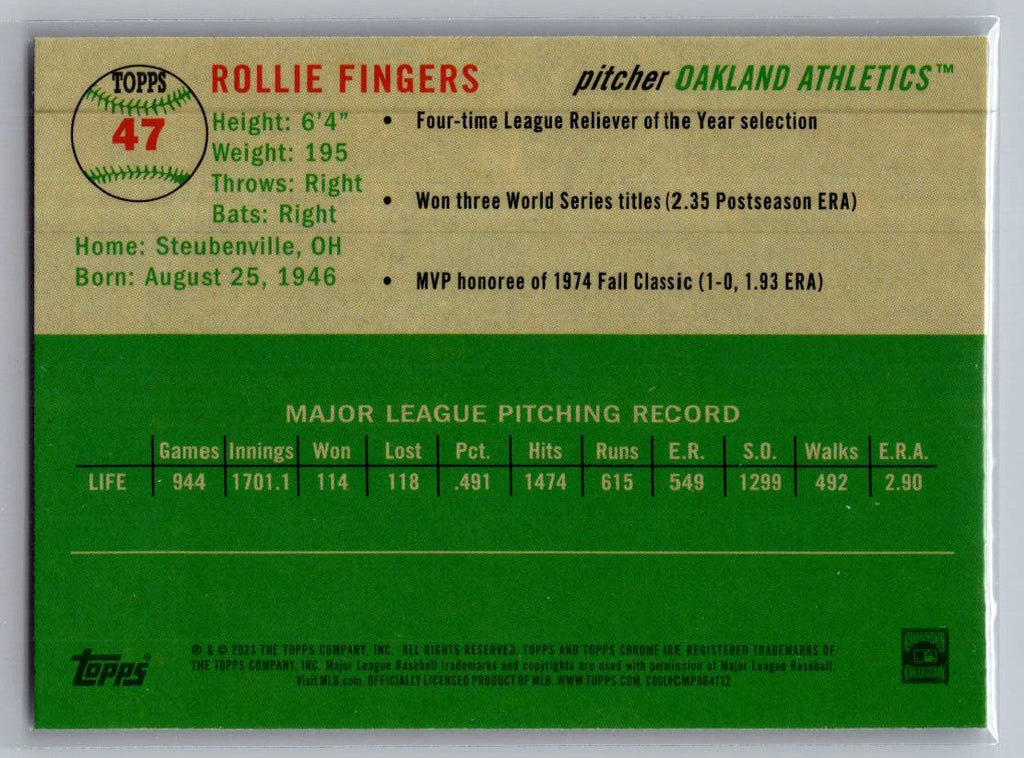 TOPPS
47
ROLLIE FINGERS
pitcher OAKLAND ATHLETICS™
Height: 6'4"
Weight: 195
Throws: Right
Bats: Right
Home: Steubenville, OH
Born: August 25, 1946
• Four-time League Reliever of the Year selection
• Won three World Series titles (2.35 Postseason ERA)
• MVP honoree of 1974 Fall Classic (1-0, 1.93 ERA)
MAJOR LEAGUE PITCHING RECORD
Games Innings Won Lost Pct. Hits Runs E.R. S.O. Walks E.R.A.
LIFE 944 1701.1 114 118 .491 1474 615 549 1299 492 2.90
topps®
® & © 2023 THE TOPPS COMPANY, INC. ALL RIGHTS RESERVED. TOPPS AND TOPPS CHROME ARE REGISTERED TRADEMARKS OF
THE TOPPS COMPANY, INC. Major League Baseball trademarks and copyrights are used with permission of Major League Baseball.
Visit MLB.com. OFFICIALLY LICENSED PRODUCT OF MLB. WWW.TOPPS.COM. CODE#CMP864112